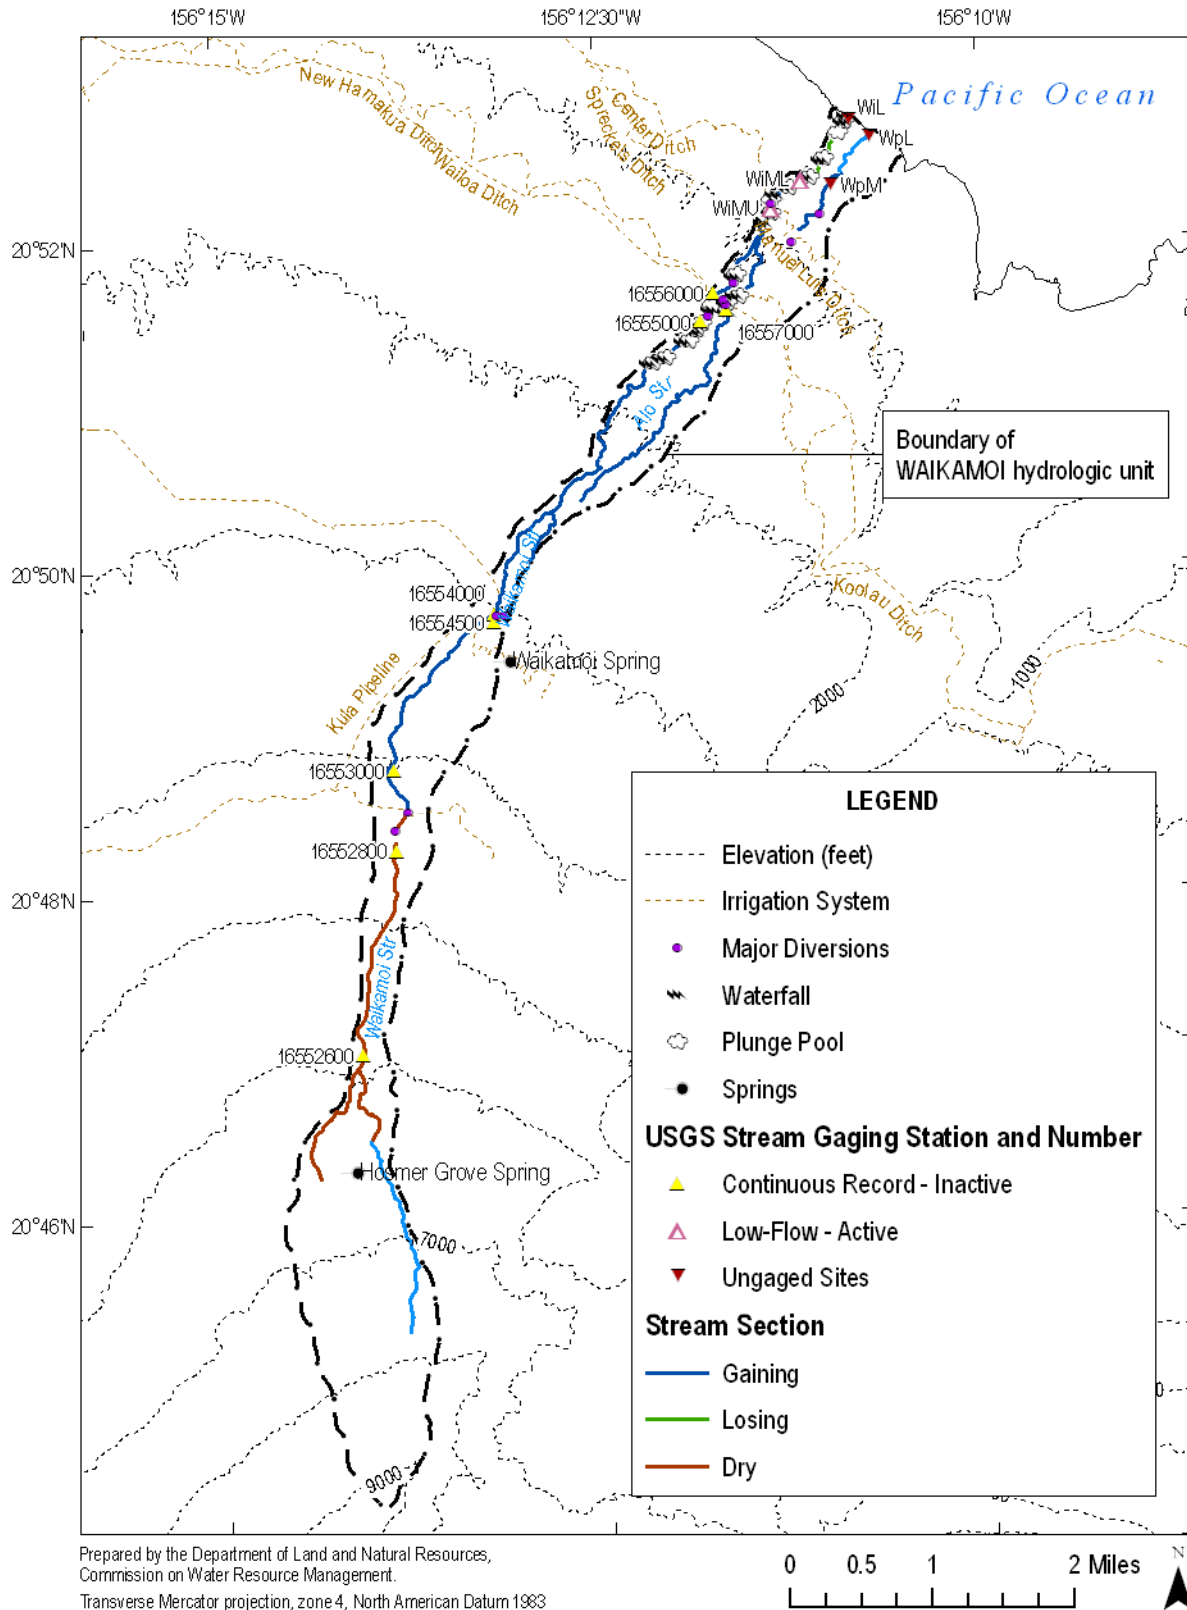 156°15'W
156°12'30"W
156°10'W
Pacific Ocean
New Hamakua Ditch
Wailoa Ditch
Center Ditch
Spreckels Ditch
WiL
WpL
WiML
WpM
WiMU
20°52'N
Manuel Luis Ditch
16556000
16555000
16557000
Alo Str
Boundary of
WAIKAMOI hydrologic unit
20°50'N
Waikamoi Str
16554000
16554500
Koolau Ditch
Waikamoi Spring
Kula Pipeline
1000
2000
16553000
16552800
20°48'N
Waikamoi Str
16552600
Hosmer Grove Spring
20°46'N
7000
9000
LEGEND
Elevation (feet)
Irrigation System
Major Diversions
Waterfall
Plunge Pool
Springs
USGS Stream Gaging Station and Number
Continuous Record - Inactive
Low-Flow - Active
Ungaged Sites
Stream Section
Gaining
Losing
Dry
Prepared by the Department of Land and Natural Resources,
Commission on Water Resource Management.
Transverse Mercator projection, zone 4, North American Datum 1983
0 0.5 1 2 Miles
N